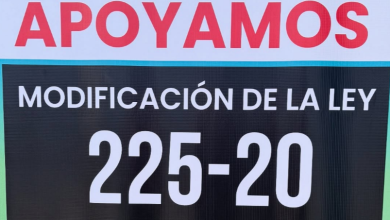 APOYAMOS
MODIFICACIÓN DE LA LEY
225-20